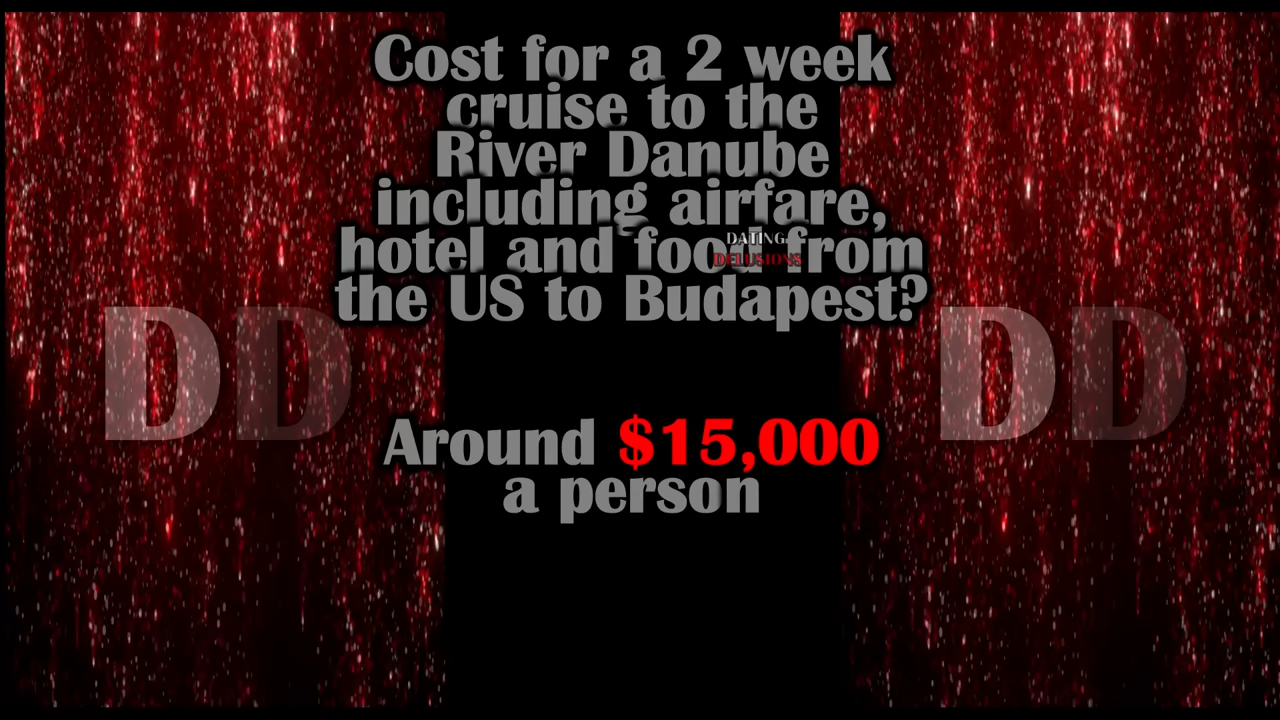 Cost for a 2 week
cruise to the
River Danube
including airfare,
hotel and food from
the US to Budapest?
DATING
DELUSIONS
DD
DD
Around $15,000
a person